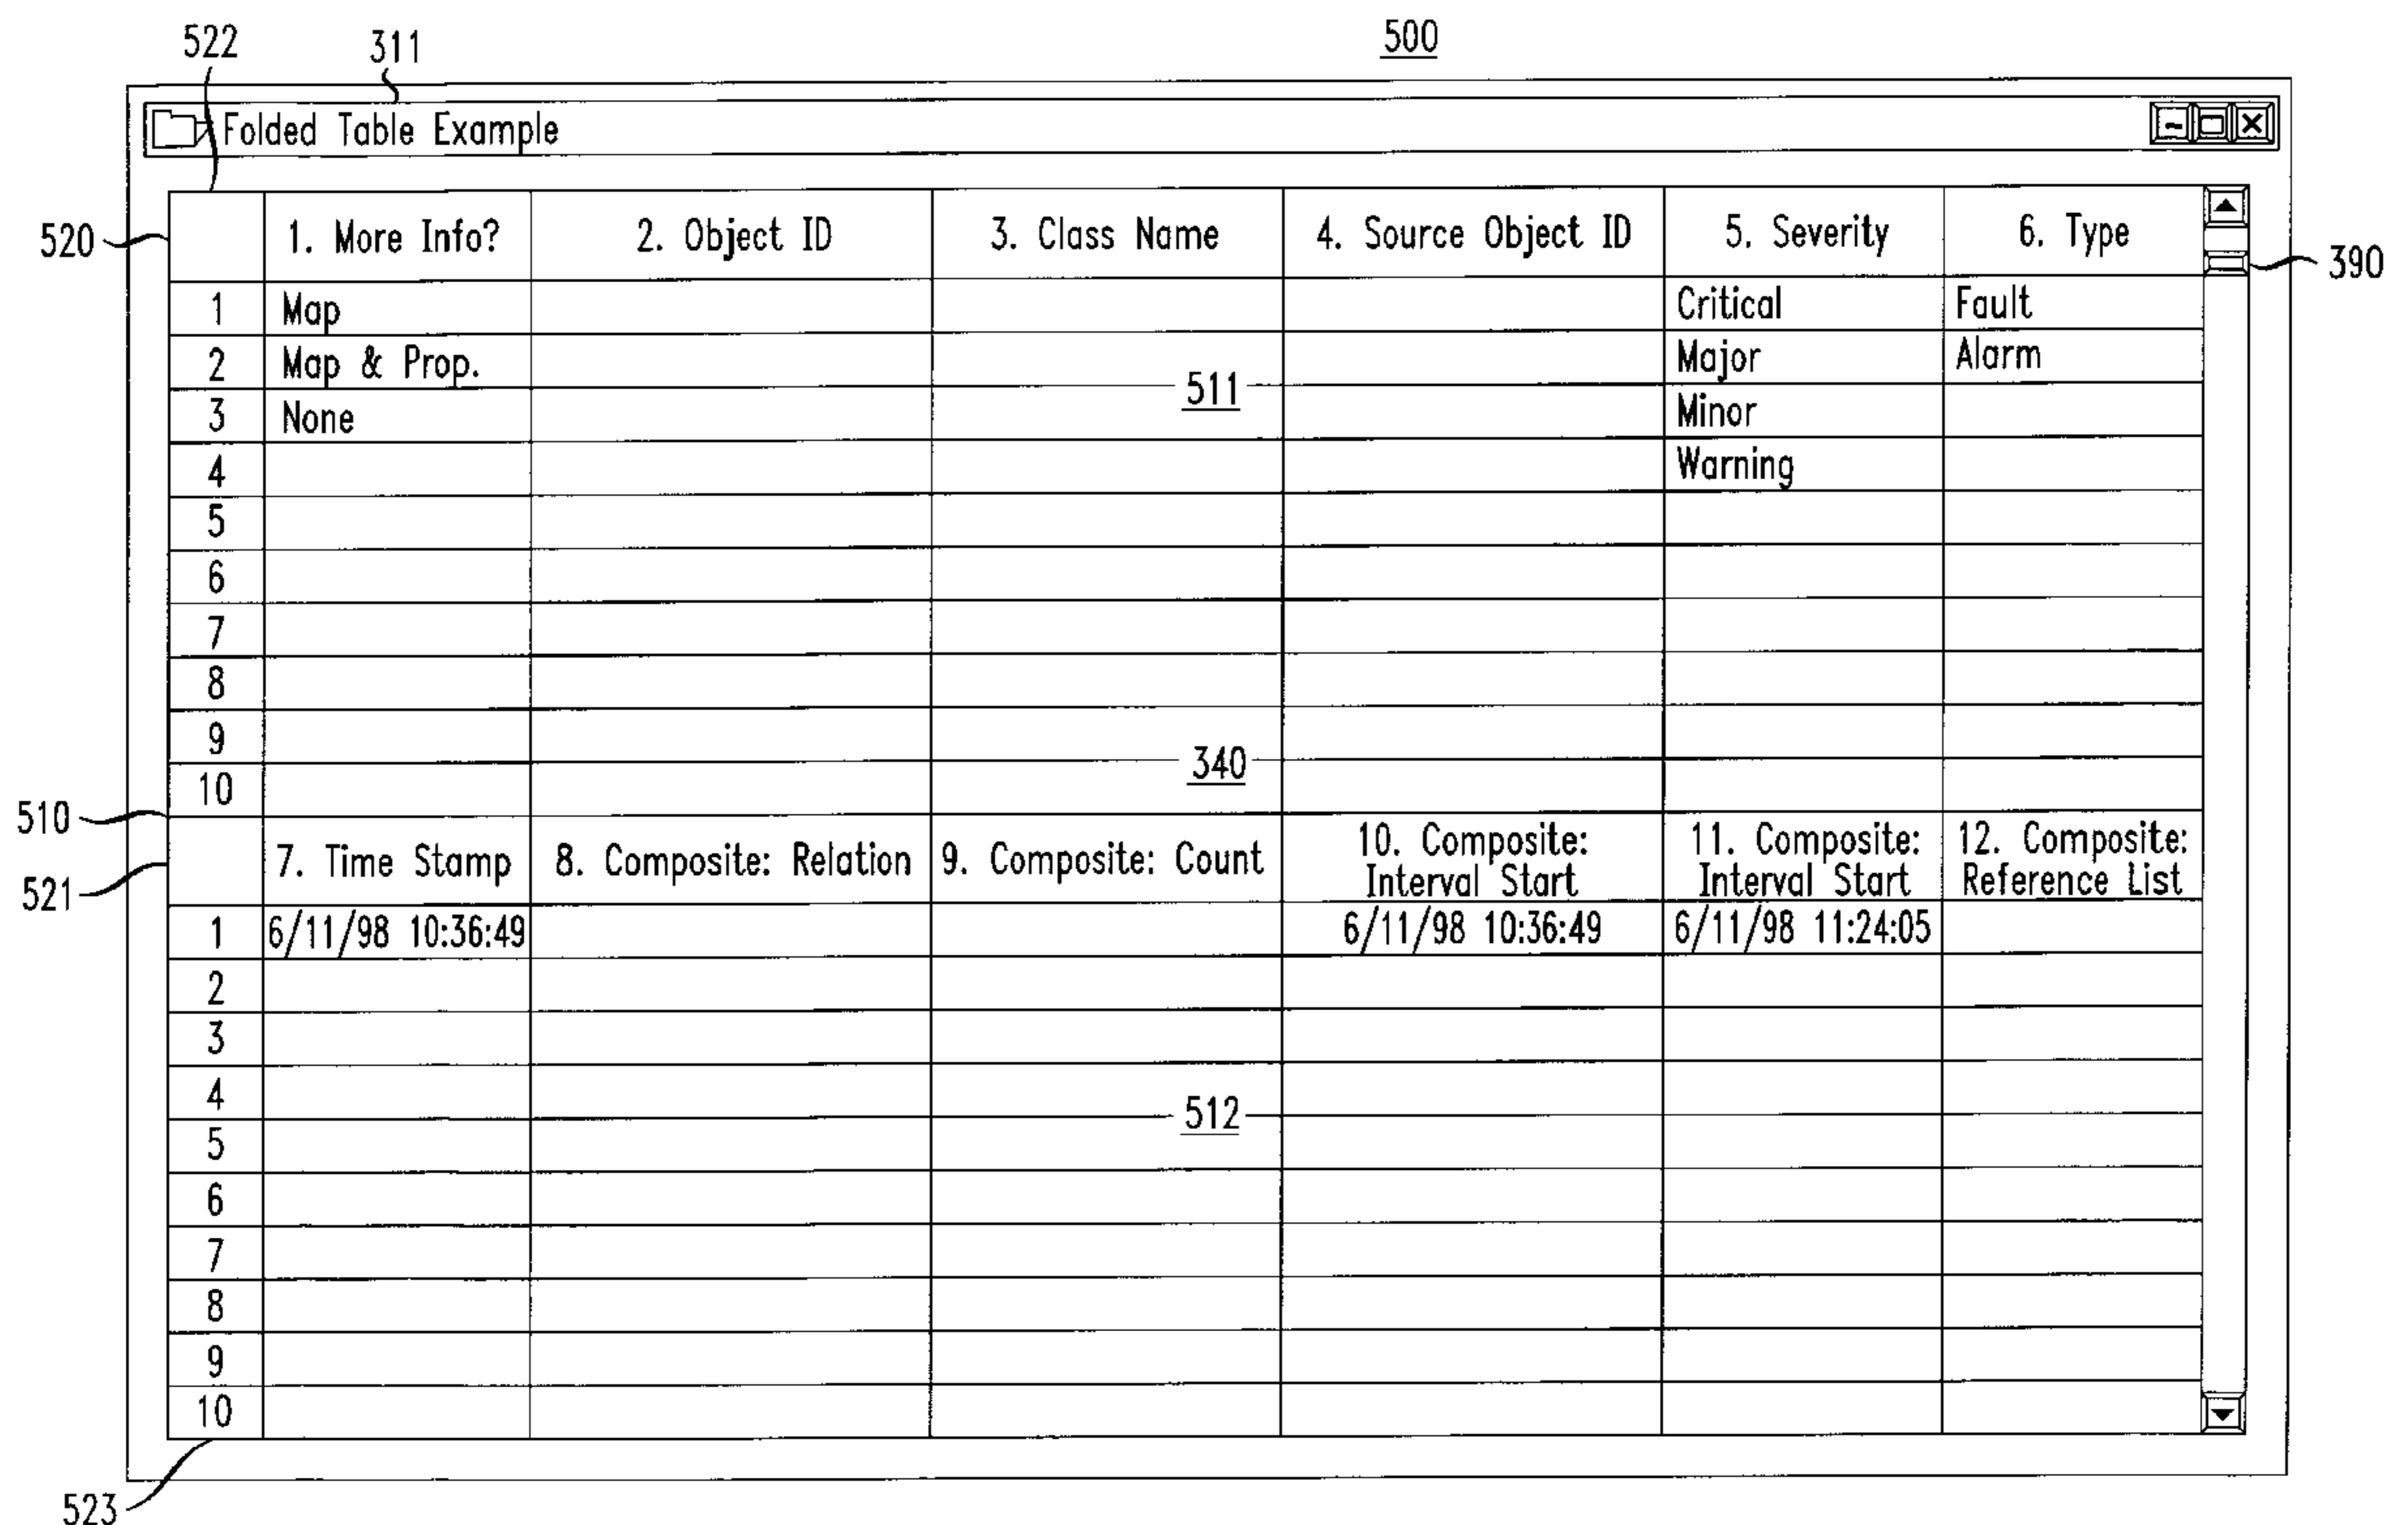 500
522
311
Folded Table Example
520
1. More Info?
2. Object ID
3. Class Name
4. Source Object ID
5. Severity
6. Type
390
1 Map Critical Fault
2 Map & Prop. Major Alarm
511
3 None Minor
4 Warning
5
6
7
8
9
340
10
510
521
7. Time Stamp
8. Composite: Relation
9. Composite: Count
10. Composite:
Interval Start
11. Composite:
Interval Start
12. Composite:
Reference List
1 6/11/98 10:36:49 6/11/98 10:36:49 6/11/98 11:24:05
2
3
4
512
5
6
7
8
9
10
523